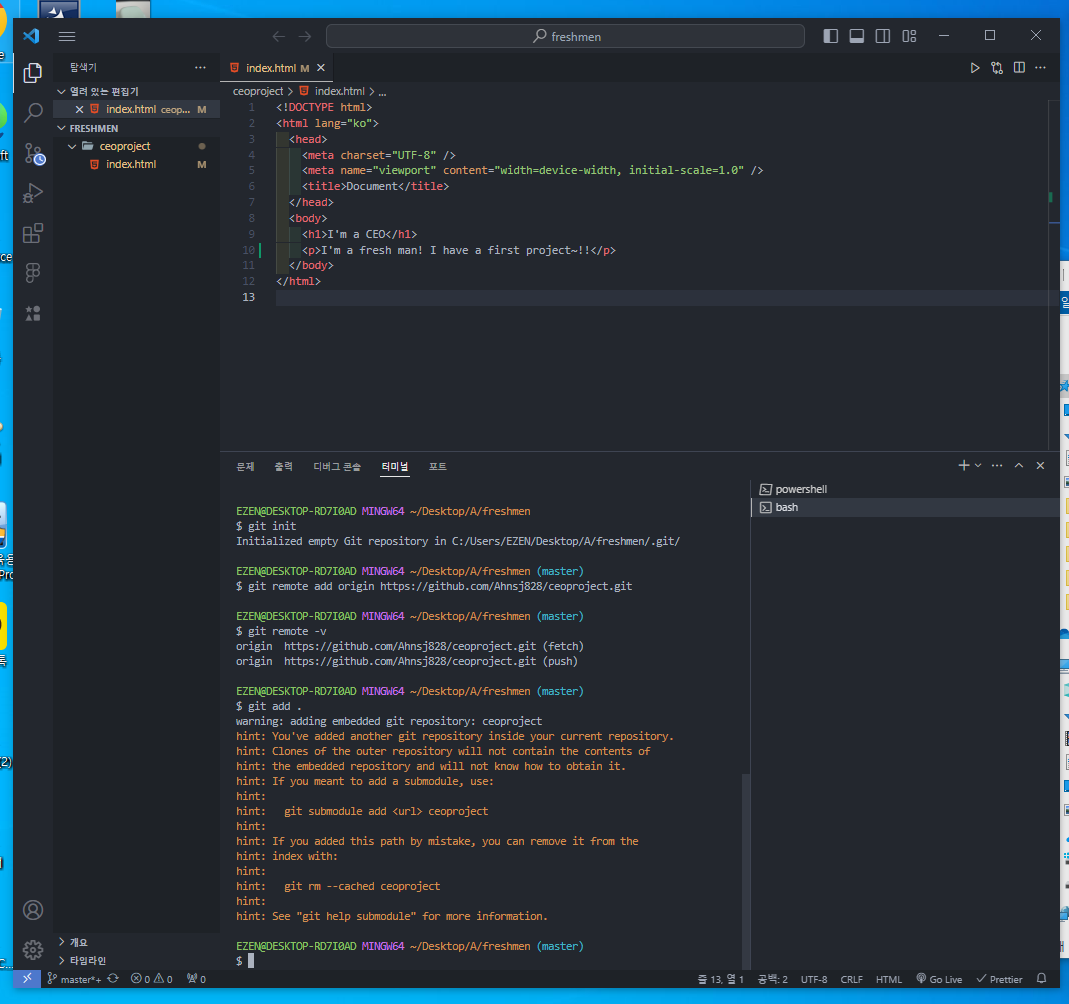 freshmen
탐색기
index.html M
열려 있는 편집기
index.html ceop... M
FRESHMEN
ceoproject
index.html M
ceoproject > index.html > ...
1 <!DOCTYPE html>
2 <html lang="ko">
3 <head>
4 <meta charset="UTF-8" />
5 <meta name="viewport" content="width=device-width, initial-scale=1.0" />
6 <title>Document</title>
7 </head>
8 <body>
9 <h1>I'm a CEO</h1>
10 <p>I'm a fresh man! I have a first project~!!</p>
11 </body>
12 </html>
13
문제 출력 디버그 콘솔 터미널 포트
powershell
bash
EZEN@DESKTOP-RD7I0AD MINGW64 ~/Desktop/A/freshmen
$ git init
Initialized empty Git repository in C:/Users/EZEN/Desktop/A/freshmen/.git/
EZEN@DESKTOP-RD7I0AD MINGW64 ~/Desktop/A/freshmen (master)
$ git remote add origin https://github.com/Ahnsj828/ceoproject.git
EZEN@DESKTOP-RD7I0AD MINGW64 ~/Desktop/A/freshmen (master)
$ git remote -v
origin  https://github.com/Ahnsj828/ceoproject.git (fetch)
origin  https://github.com/Ahnsj828/ceoproject.git (push)
EZEN@DESKTOP-RD7I0AD MINGW64 ~/Desktop/A/freshmen (master)
$ git add .
warning: adding embedded git repository: ceoproject
hint: You've added another git repository inside your current repository.
hint: Clones of the outer repository will not contain the contents of
hint: the embedded repository and will not know how to obtain it.
hint: If you meant to add a submodule, use:
hint:
hint:   git submodule add <url> ceoproject
hint:
hint: If you added this path by mistake, you can remove it from the
hint: index with:
hint:
hint:   git rm --cached ceoproject
hint:
hint: See "git help submodule" for more information.
EZEN@DESKTOP-RD7I0AD MINGW64 ~/Desktop/A/freshmen (master)
$
개요
타임라인
master*+ 0 0 0 줄 13, 열 1 공백: 2 UTF-8 CRLF HTML Go Live Prettier